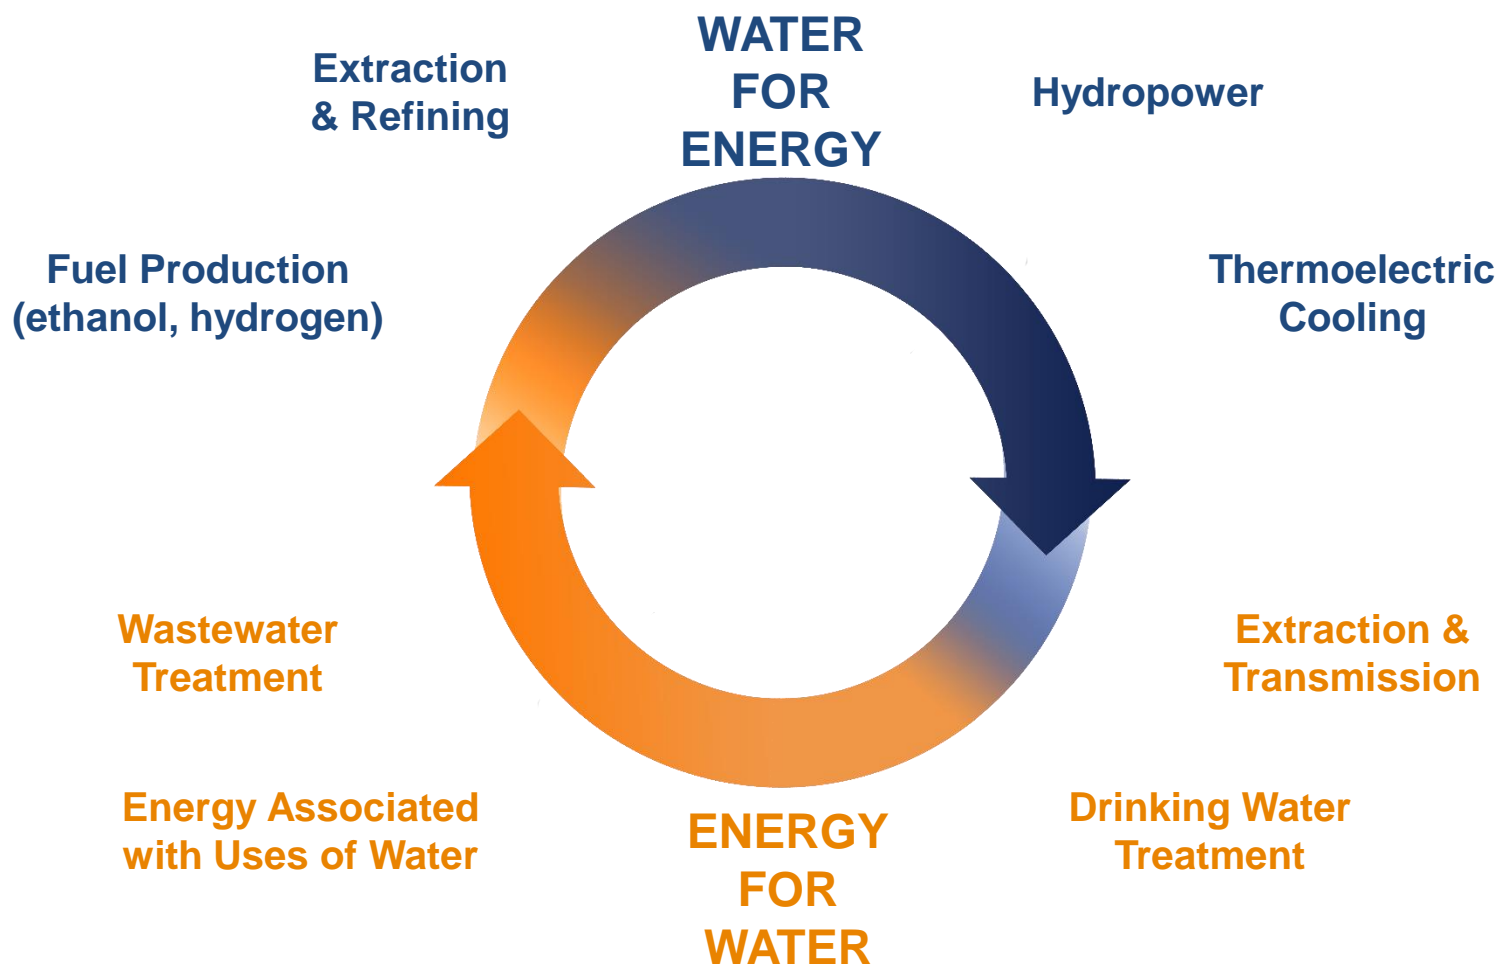 WATER
FOR
ENERGY
Extraction
& Refining
Hydropower
Fuel Production
(ethanol, hydrogen)
Thermoelectric
Cooling
Wastewater
Treatment
Extraction &
Transmission
Energy Associated
with Uses of Water
Drinking Water
Treatment
ENERGY
FOR
WATER